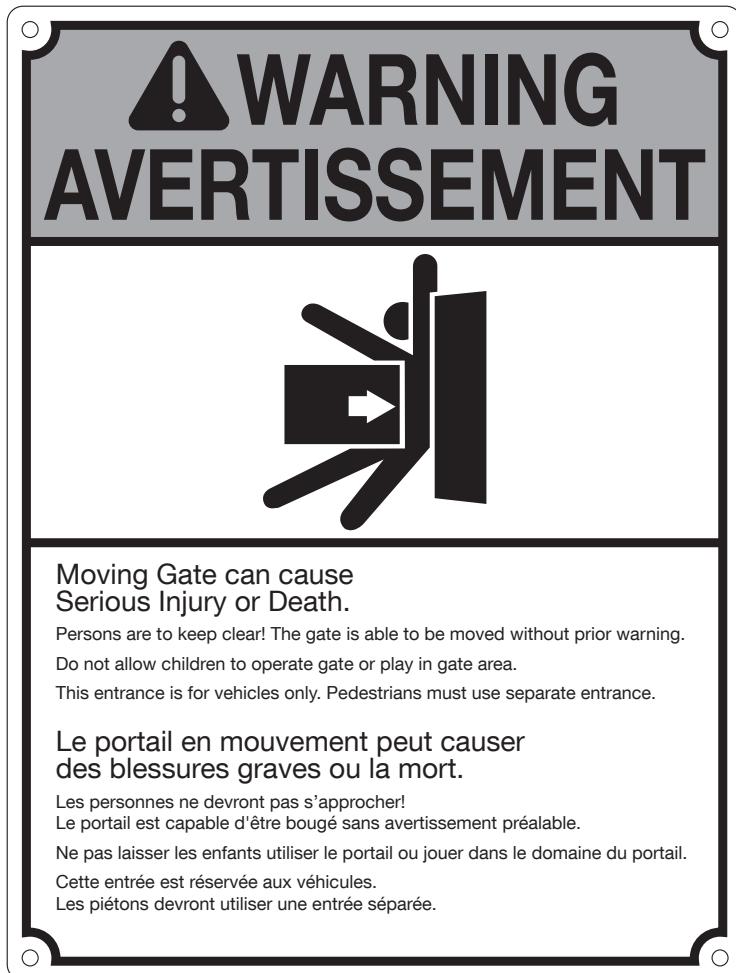 WARNING
AVERTISSEMENT
Moving Gate can cause
Serious Injury or Death.
Persons are to keep clear! The gate is able to be moved without prior warning.
Do not allow children to operate gate or play in gate area.
This entrance is for vehicles only. Pedestrians must use separate entrance.
Le portail en mouvement peut causer
des blessures graves ou la mort.
Les personnes ne devront pas s’approcher!
Le portail est capable d'être bougé sans avertissement préalable.
Ne pas laisser les enfants utiliser le portail ou jouer dans le domaine du portail.
Cette entrée est réservée aux véhicules.
Les piétons devront utiliser une entrée séparée.